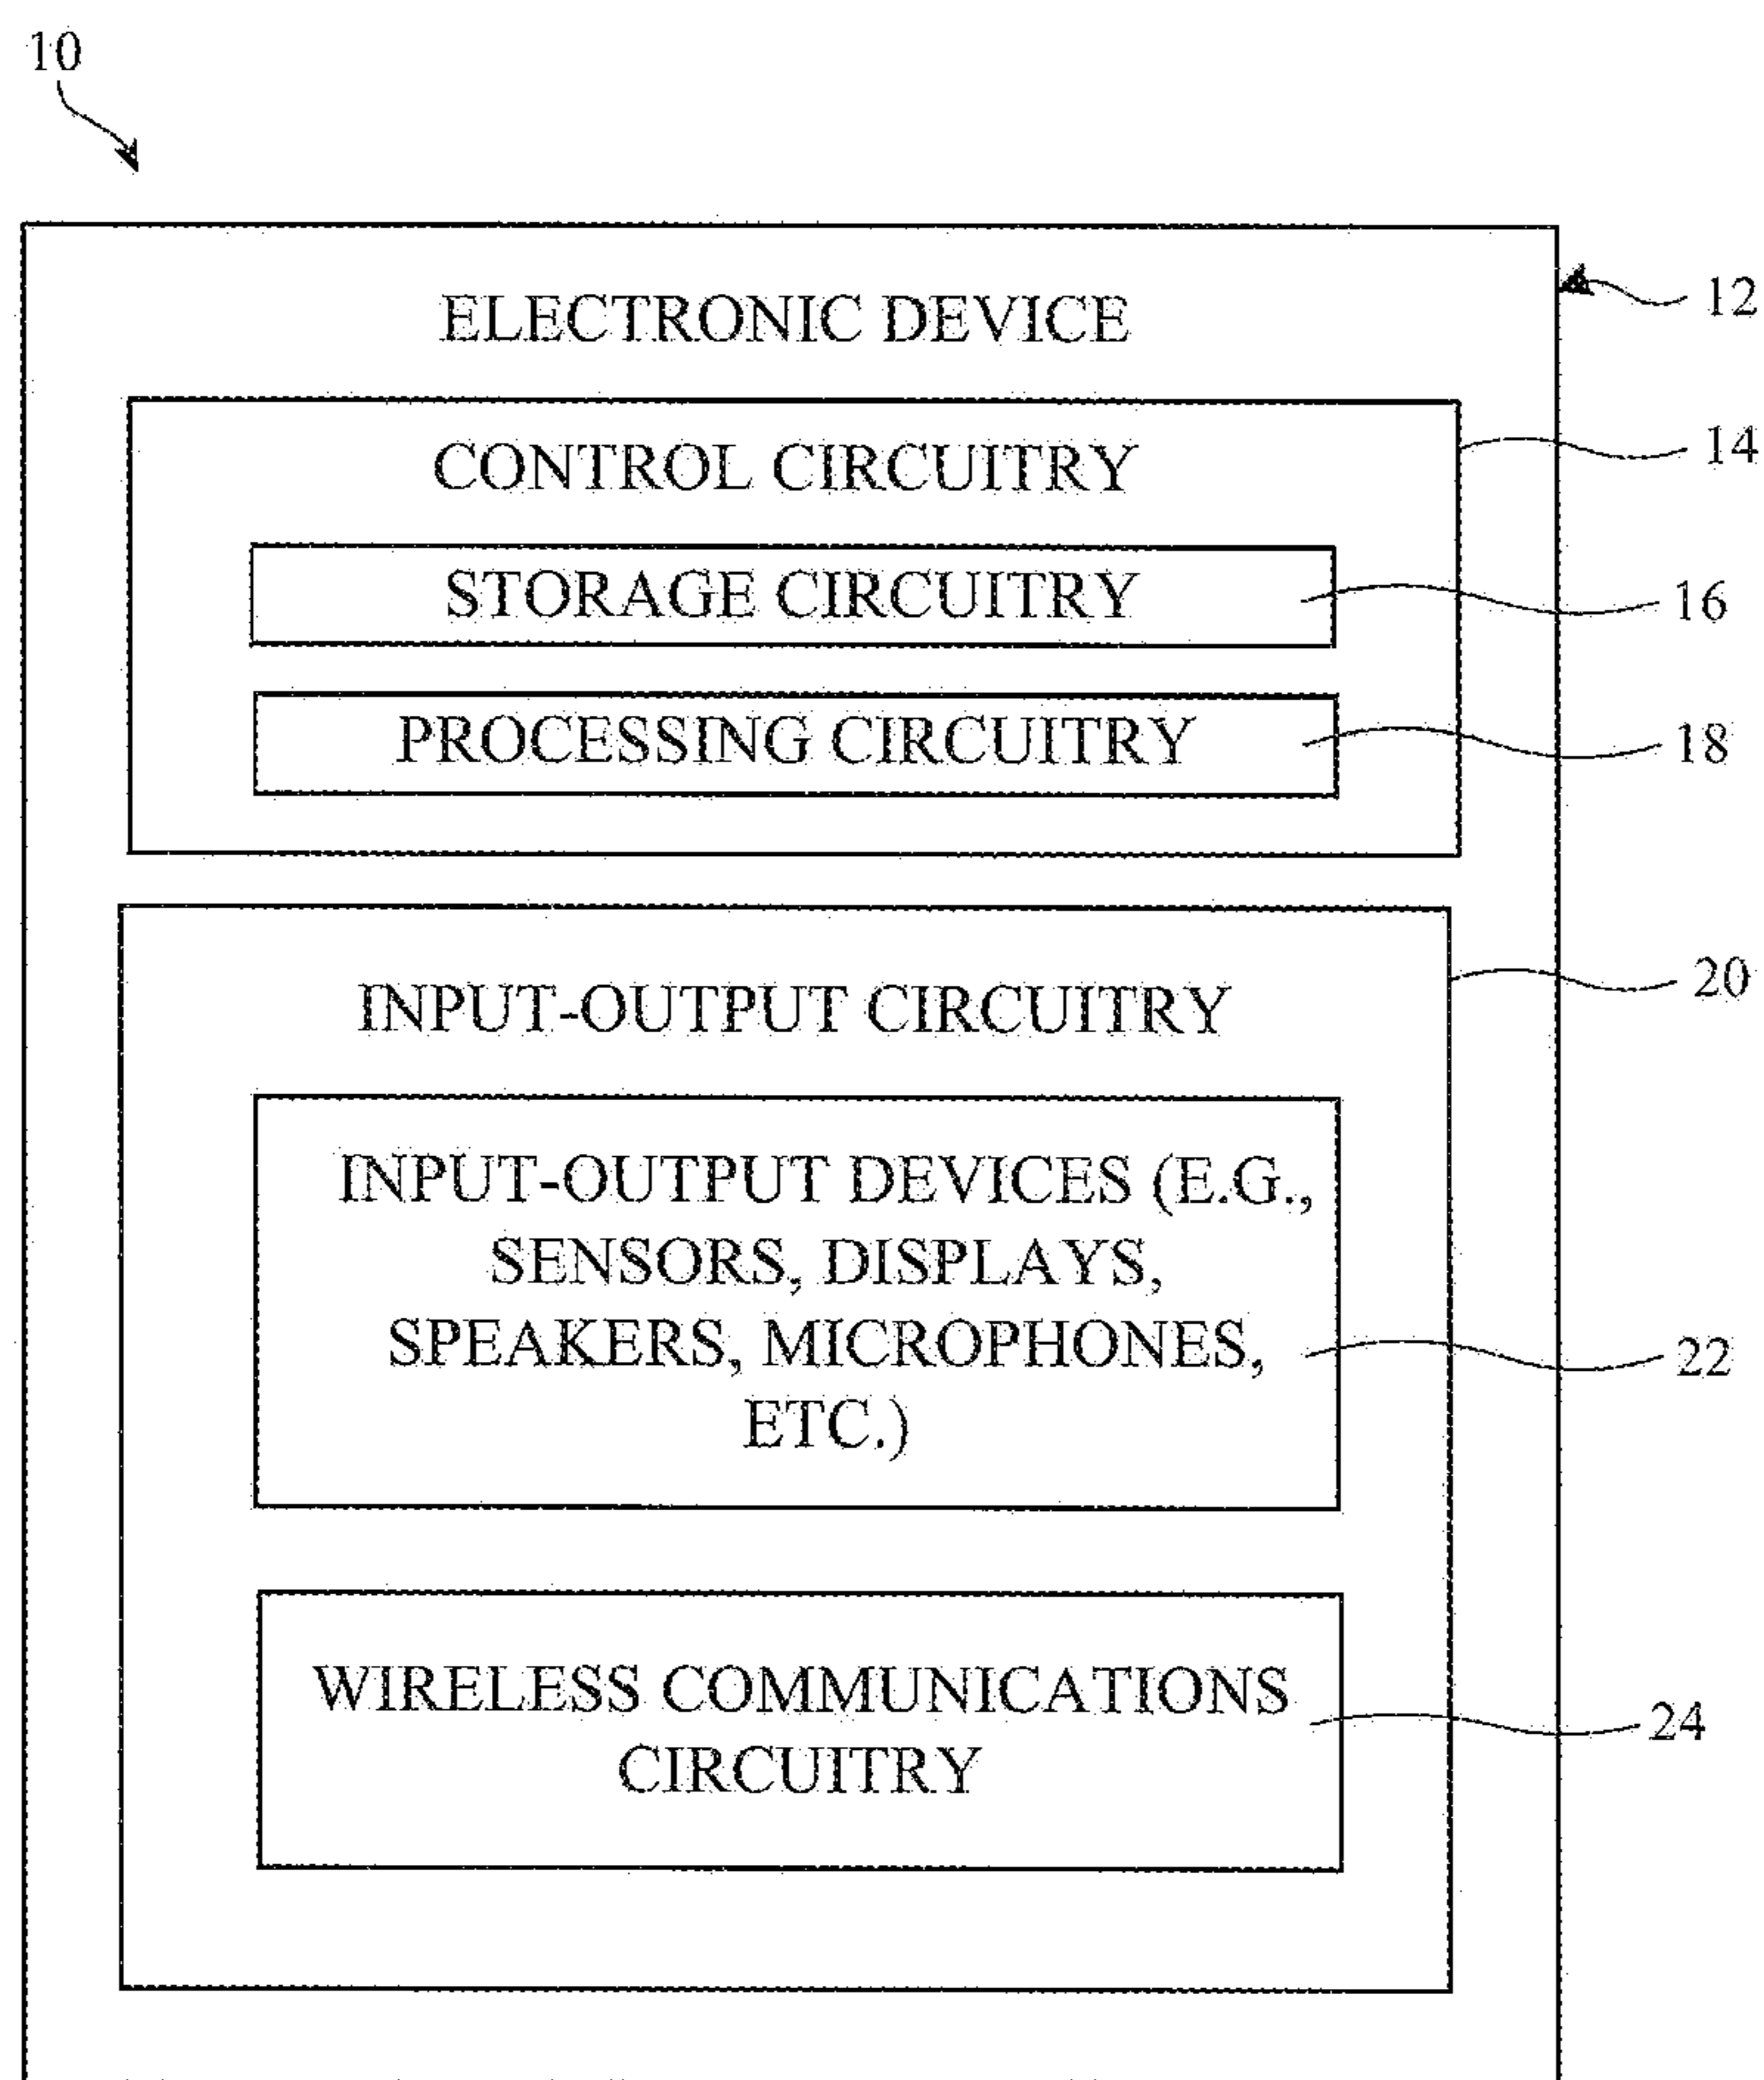 10
ELECTRONIC DEVICE
12
CONTROL CIRCUITRY
14
STORAGE CIRCUITRY
16
PROCESSING CIRCUITRY
18
INPUT-OUTPUT CIRCUITRY
20
INPUT-OUTPUT DEVICES (E.G.,
SENSORS, DISPLAYS,
SPEAKERS, MICROPHONES,
ETC.)
22
WIRELESS COMMUNICATIONS
CIRCUITRY
24